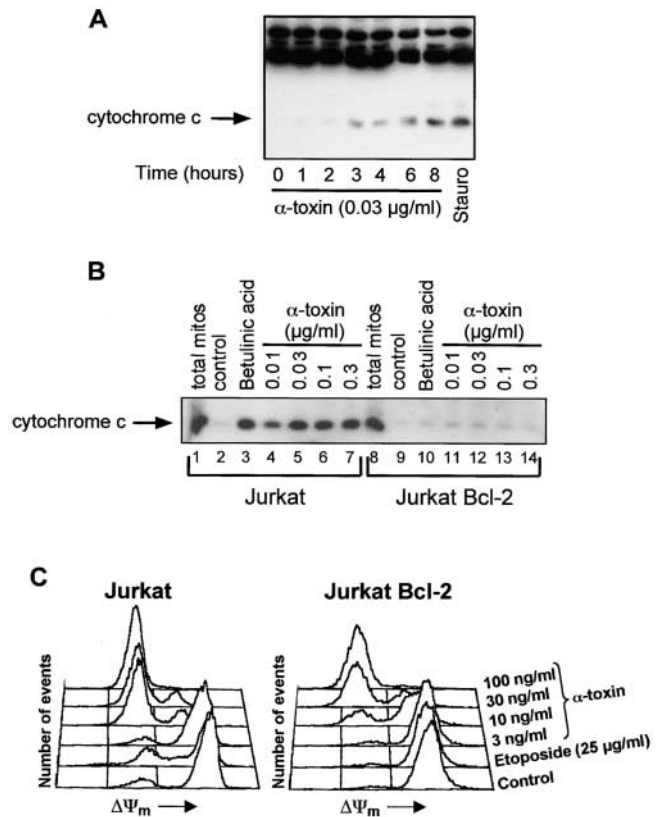 A
cytochrome c
Time (hours)
0 1 2 3 4 6 8 Stauro
α-toxin (0.03 μg/ml)
B
total mitos
control
Betulinic acid
α-toxin
(μg/ml)
0.01
0.03
0.1
0.3
total mitos
control
Betulinic acid
α-toxin
(μg/ml)
0.01
0.03
0.1
0.3
cytochrome c
1 2 3 4 5 6 7 8 9 10 11 12 13 14
Jurkat Jurkat Bcl-2
C
Jurkat Jurkat Bcl-2
Number of events
Number of events
100 ng/ml
30 ng/ml
10 ng/ml
3 ng/ml
α-toxin
Etoposide (25 μg/ml)
Control
ΔΨm ΔΨm